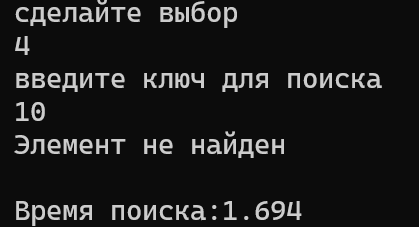 сделайте выбор
4
введите ключ для поиска
10
Элемент не найден
Время поиска:1.694